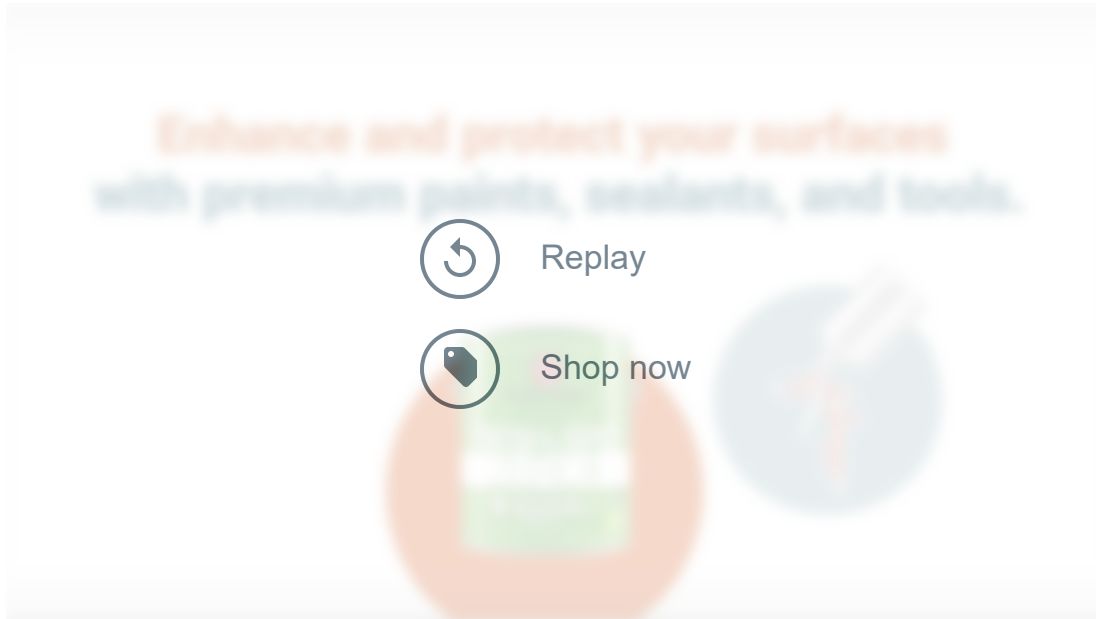 Enhance and protect your surfaces
with premium paints, sealants, and tools.
Replay
Shop now